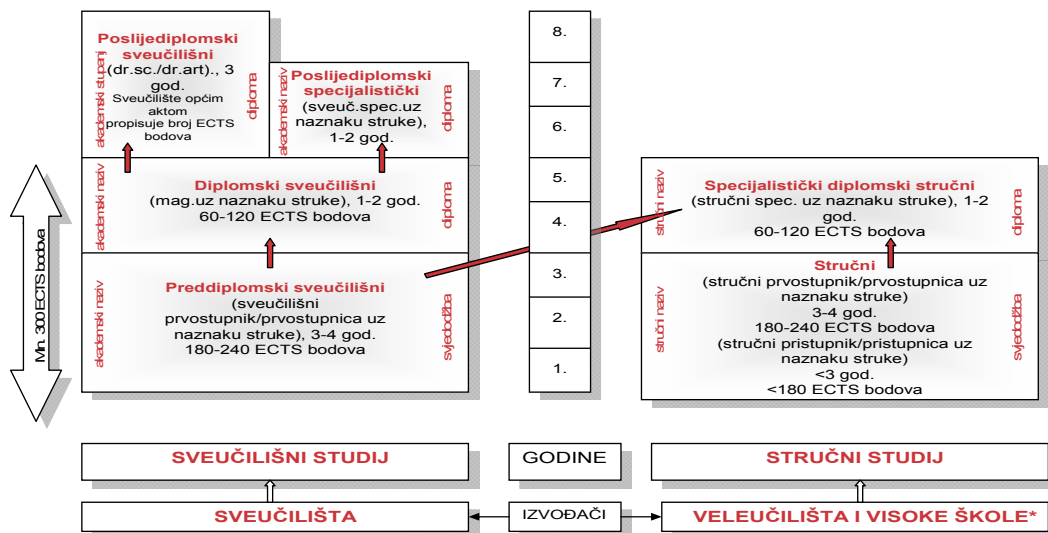 Poslijediplomski
sveučilišni
(dr.sc./dr.art)., 3
god.
Sveučilište općim
aktom
propisuje broj ECTS
bodova
akademski stupanj
diploma
Poslijediplomski
specijalistički
(sveuč.spec.uz
naznaku struke),
1-2 god.
akademski naziv
diploma
Diplomski sveučilišni
(mag.uz naznaku struke), 1-2 god.
60-120 ECTS bodova
akademski naziv
diploma
Preddiplomski sveučilišni
(sveučilišni
prvostupnik/prvostupnica uz
naznaku struke), 3-4 god.
180-240 ECTS bodova
akademski naziv
svjedodžba
Min. 300 ECTS bodova
8.
7.
6.
5.
4.
3.
2.
1.
Specijalistički diplomski stručni
(stručni spec. uz naznaku struke), 1-2
god.
60-120 ECTS bodova
stručni naziv
diploma
Stručni
(stručni prvostupnik/prvostupnica uz
naznaku struke)
3-4 god.
180-240 ECTS bodova
(stručni pristupnik/pristupnica uz
naznaku struke)
<3 god.
<180 ECTS bodova
stručni naziv
svjedodžba
SVEUČILIŠNI STUDIJ
GODINE
STRUČNI STUDIJ
SVEUČILIŠTA
IZVOĐAČI
VELEUČILIŠTA I VISOKE ŠKOLE*